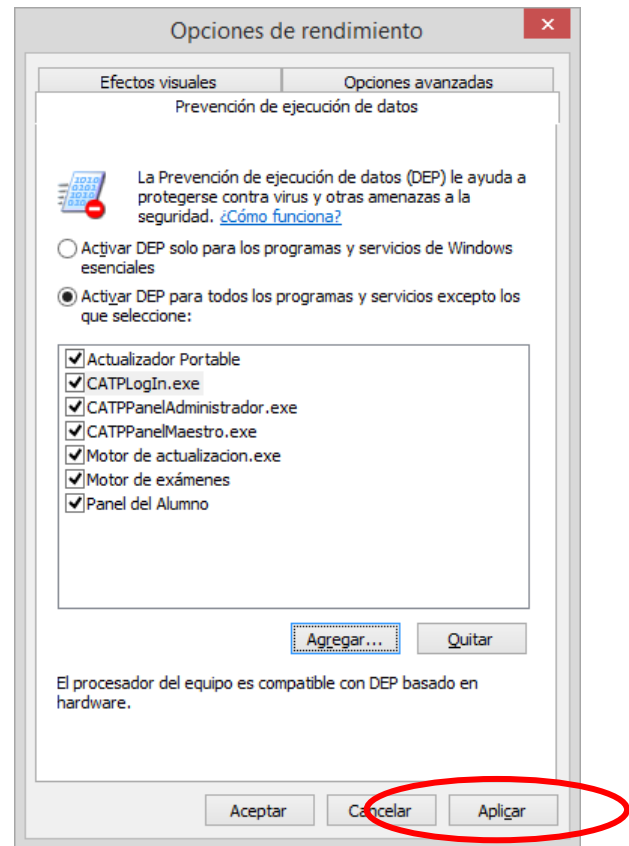 Opciones de rendimiento
Efectos visuales
Opciones avanzadas
Prevención de ejecución de datos
La Prevención de ejecución de datos (DEP) le ayuda a
protegerse contra virus y otras amenazas a la
seguridad. ¿Cómo funciona?
Activar DEP solo para los programas y servicios de Windows
esenciales
Activar DEP para todos los programas y servicios excepto los
que seleccione:
Actualizador Portable
CATPLogIn.exe
CATPPanelAdministrador.exe
CATPPanelMaestro.exe
Motor de actualizacion.exe
Motor de exámenes
Panel del Alumno
Agregar...
Quitar
El procesador del equipo es compatible con DEP basado en
hardware.
Aceptar
Cancelar
Aplicar